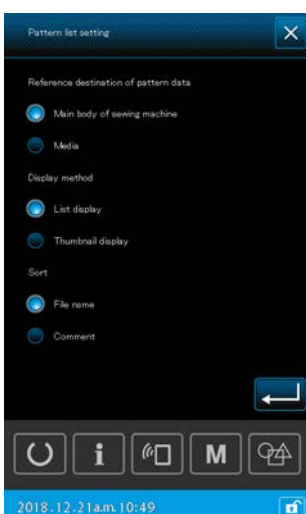 Pattern list setting
Reference destination of pattern data
Main body of sewing machine
Media
Display method
List display
Thumbnail display
Sort
File name
Comment
i
M
2018.12.21a.m.10:49